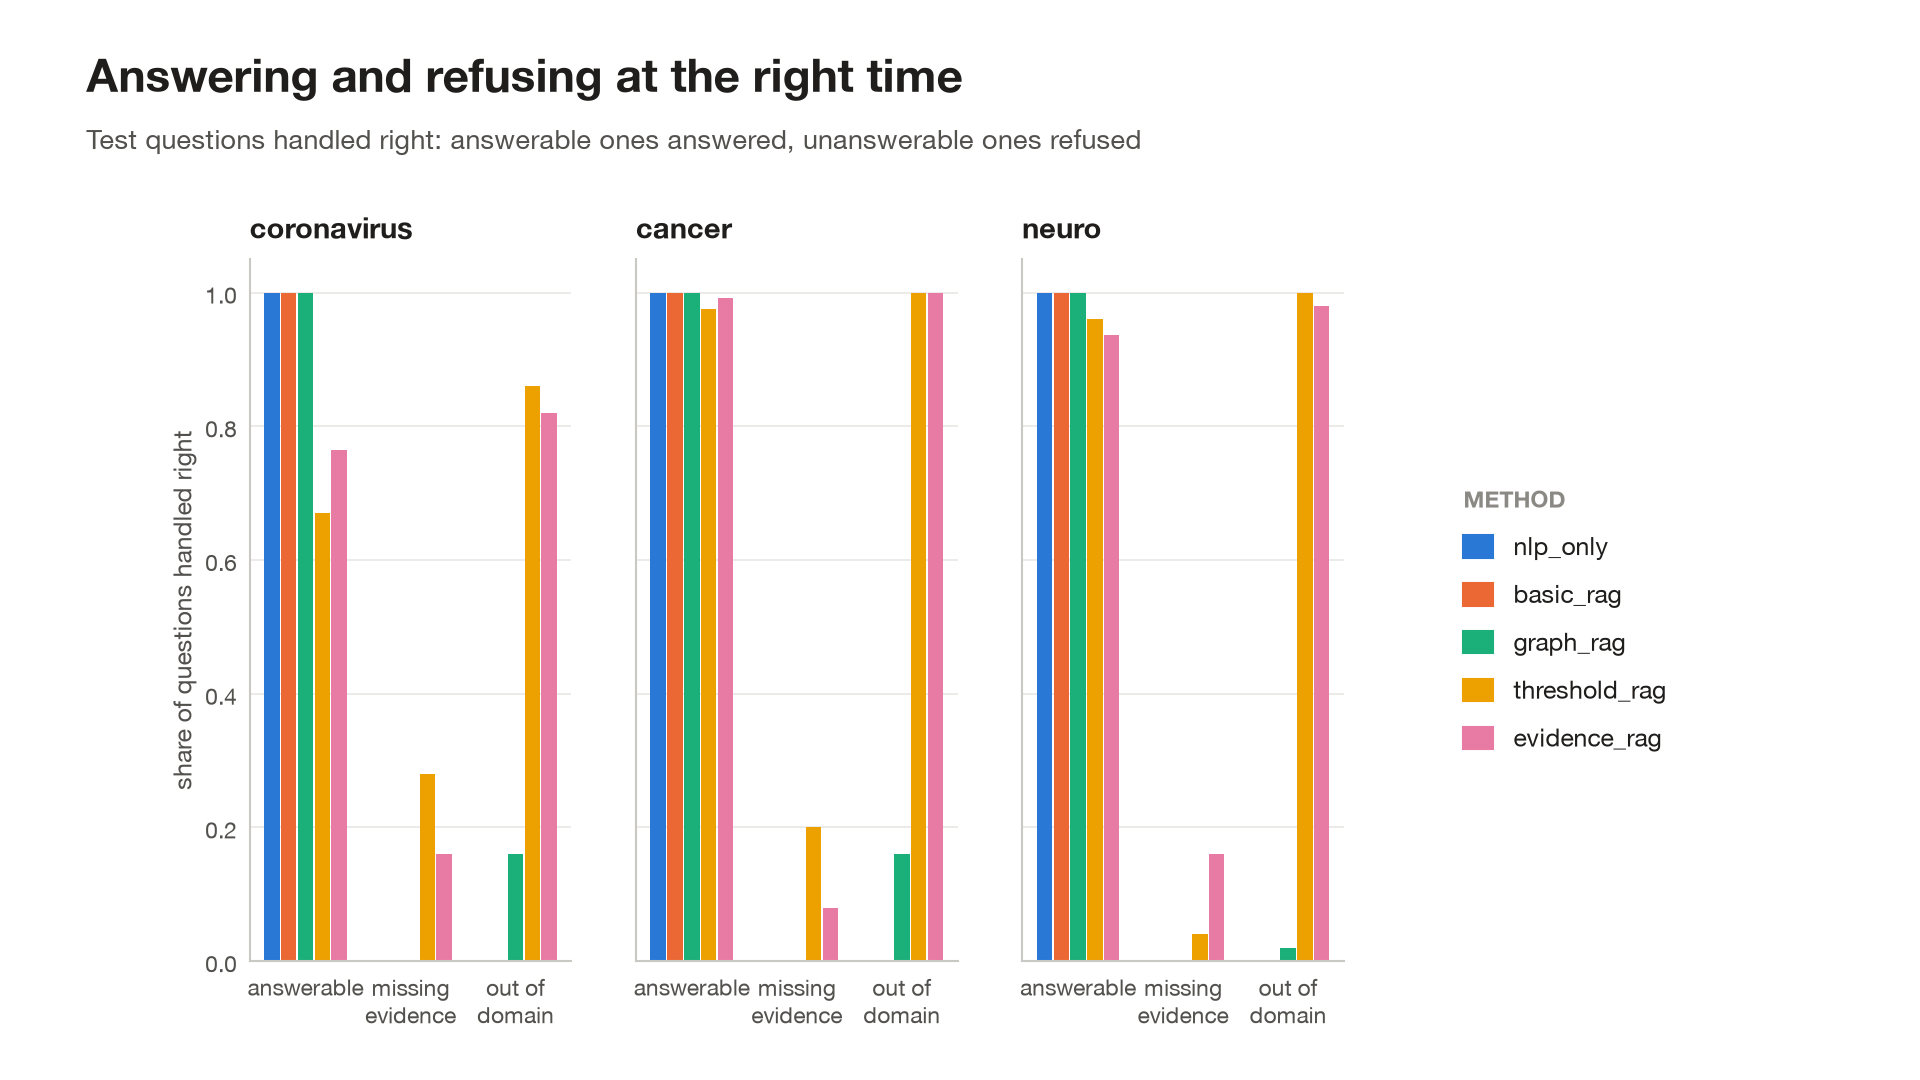 Answering and refusing at the right time
Test questions handled right: answerable ones answered, unanswerable ones refused
coronavirus
cancer
neuro
share of questions handled right
1.0
0.8
0.6
0.4
0.2
0.0
answerable
missing
evidence
out of
domain
answerable
missing
evidence
out of
domain
answerable
missing
evidence
out of
domain
METHOD
nlp_only
basic_rag
graph_rag
threshold_rag
evidence_rag